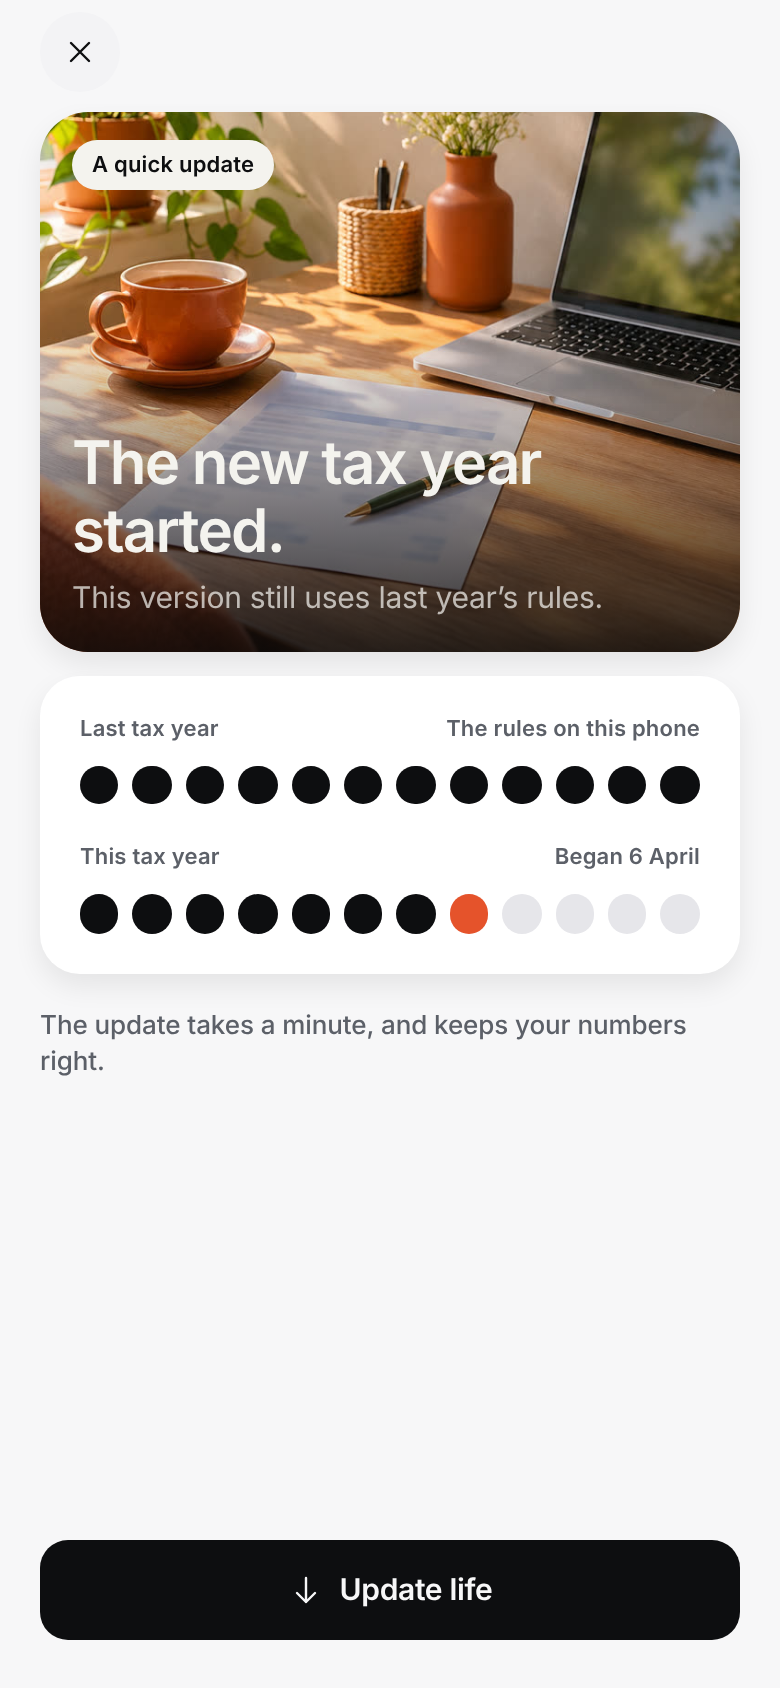 A quick update
The new tax year
started.
This version still uses last year’s rules.
Last tax year
The rules on this phone
This tax year
Began 6 April
The update takes a minute, and keeps your numbers
right.
Update life